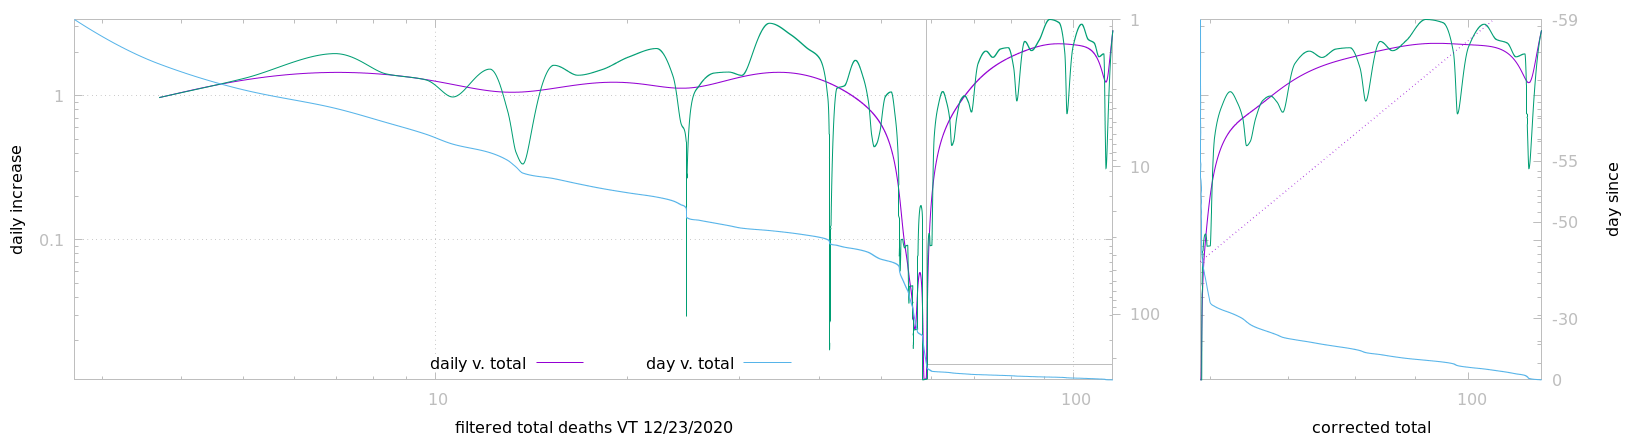 daily increase
1
0.1
daily v. total
day v. total
10
100
filtered total deaths VT 12/23/2020
1
10
100
100
corrected total
-59
-55
-50
-30
0
day since